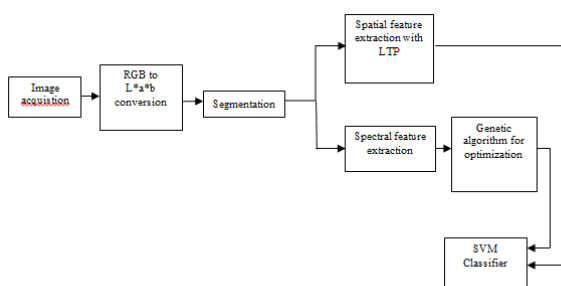 Image
acquistion
RGB to
L*a*b
conversion
Segmentation
Spatial feature
extraction with
LTP
Spectral feature
extraction
Genetic
algorithm for
optimization
SVM
Classifier